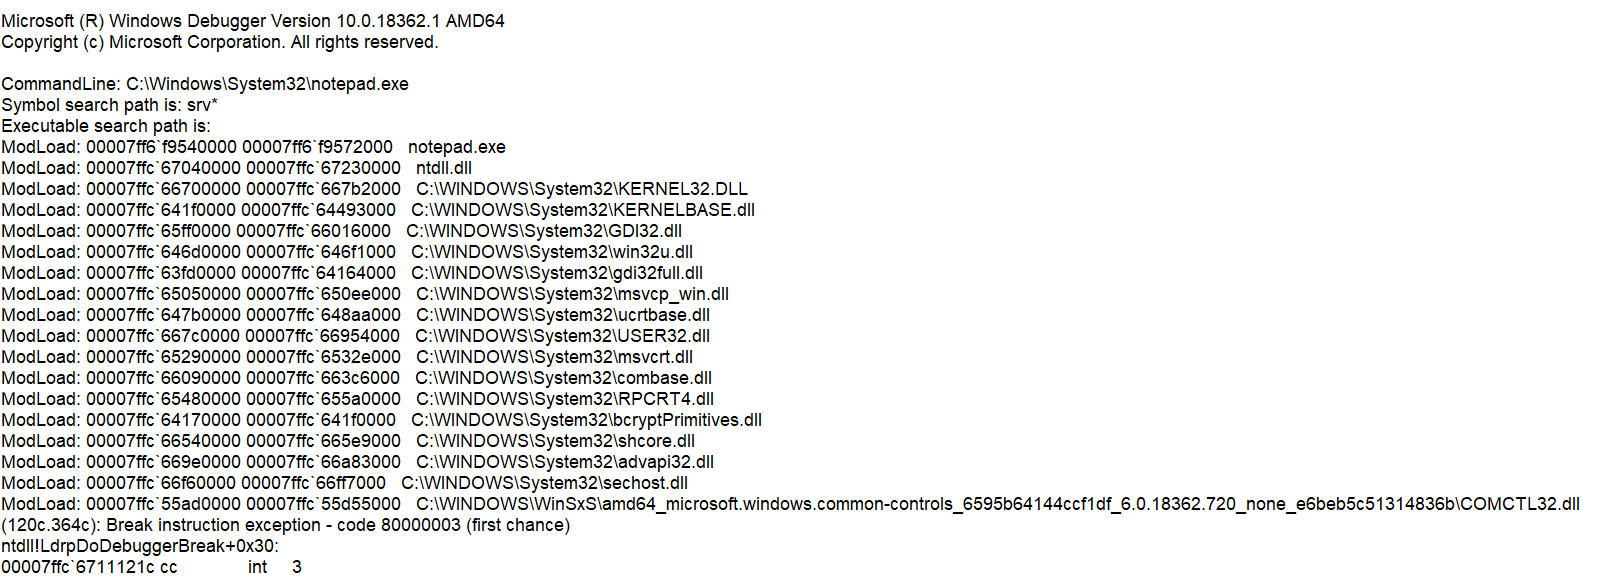 Microsoft (R) Windows Debugger Version 10.0.18362.1 AMD64
Copyright (c) Microsoft Corporation. All rights reserved.

CommandLine: C:\Windows\System32\notepad.exe
Symbol search path is: srv*
Executable search path is:
ModLoad: 00007ff6`f9540000 00007ff6`f9572000   notepad.exe
ModLoad: 00007ffc`67040000 00007ffc`67230000   ntdll.dll
ModLoad: 00007ffc`66700000 00007ffc`667b2000   C:\WINDOWS\System32\KERNEL32.DLL
ModLoad: 00007ffc`641f0000 00007ffc`64493000   C:\WINDOWS\System32\KERNELBASE.dll
ModLoad: 00007ffc`65ff0000 00007ffc`66016000   C:\WINDOWS\System32\GDI32.dll
ModLoad: 00007ffc`646d0000 00007ffc`646f1000   C:\WINDOWS\System32\win32u.dll
ModLoad: 00007ffc`63fd0000 00007ffc`64164000   C:\WINDOWS\System32\gdi32full.dll
ModLoad: 00007ffc`65050000 00007ffc`650ee000   C:\WINDOWS\System32\msvcp_win.dll
ModLoad: 00007ffc`647b0000 00007ffc`648aa000   C:\WINDOWS\System32\ucrtbase.dll
ModLoad: 00007ffc`667c0000 00007ffc`66954000   C:\WINDOWS\System32\USER32.dll
ModLoad: 00007ffc`65290000 00007ffc`6532e000   C:\WINDOWS\System32\msvcrt.dll
ModLoad: 00007ffc`66090000 00007ffc`663c6000   C:\WINDOWS\System32\combase.dll
ModLoad: 00007ffc`65480000 00007ffc`655a0000   C:\WINDOWS\System32\RPCRT4.dll
ModLoad: 00007ffc`64170000 00007ffc`641f0000   C:\WINDOWS\System32\bcryptPrimitives.dll
ModLoad: 00007ffc`66540000 00007ffc`665e9000   C:\WINDOWS\System32\shcore.dll
ModLoad: 00007ffc`669e0000 00007ffc`66a83000   C:\WINDOWS\System32\advapi32.dll
ModLoad: 00007ffc`66f60000 00007ffc`66ff7000   C:\WINDOWS\System32\sechost.dll
ModLoad: 00007ffc`55ad0000 00007ffc`55d55000   C:\WINDOWS\WinSxS\amd64_microsoft.windows.common-controls_6595b64144ccf1df_6.0.18362.720_none_e6beb5c51314836b\COMCTL32.dll
(120c.364c): Break instruction exception - code 80000003 (first chance)
ntdll!LdrpDoDebuggerBreak+0x30:
00007ffc`6711121c cc              int     3